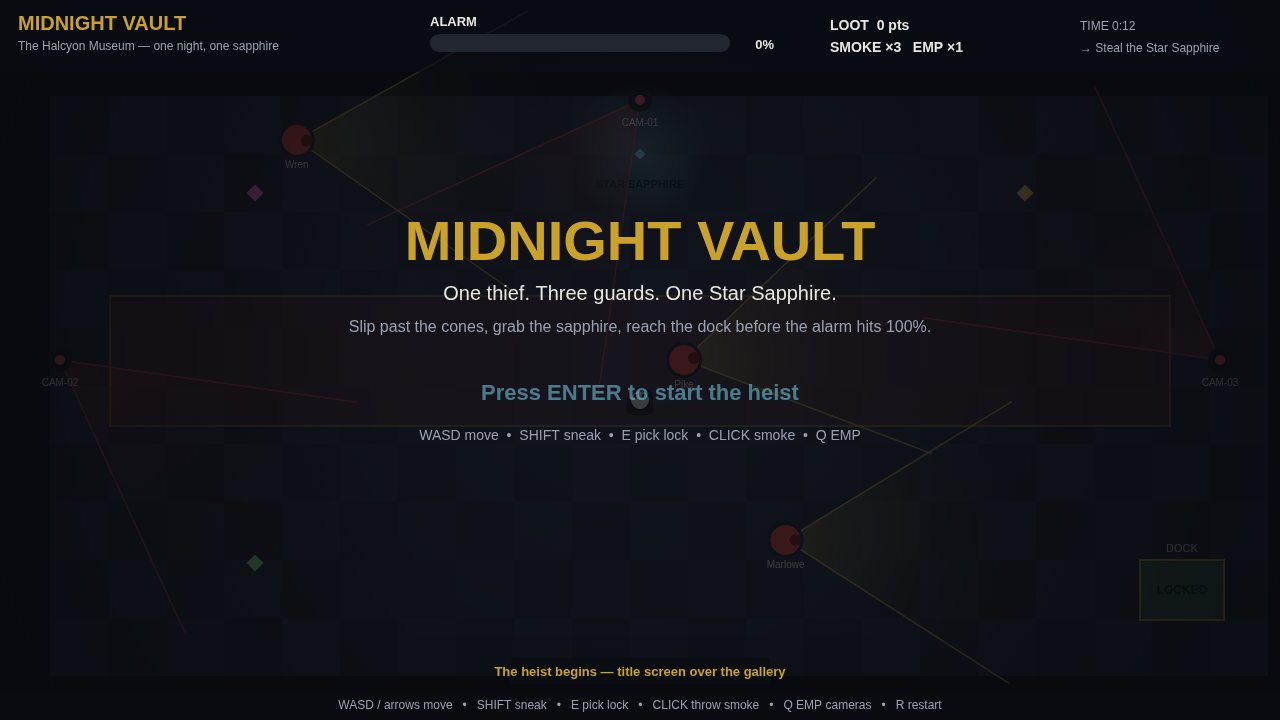 MIDNIGHT VAULT
The Halcyon Museum — one night, one sapphire
ALARM
0%
LOOT 0 pts
SMOKE ×3 EMP ×1
TIME 0:12
→ Steal the Star Sapphire
CAM-01
Wren
STAR SAPPHIRE
MIDNIGHT VAULT
One thief. Three guards. One Star Sapphire.
Slip past the cones, grab the sapphire, reach the dock before the alarm hits 100%.
CAM-02
Pike
CAM-03
Press ENTER to start the heist
WASD move • SHIFT sneak • E pick lock • CLICK smoke • Q EMP
Marlowe
DOCK
LOCKED
The heist begins — title screen over the gallery
WASD / arrows move • SHIFT sneak • E pick lock • CLICK throw smoke • Q EMP cameras • R restart